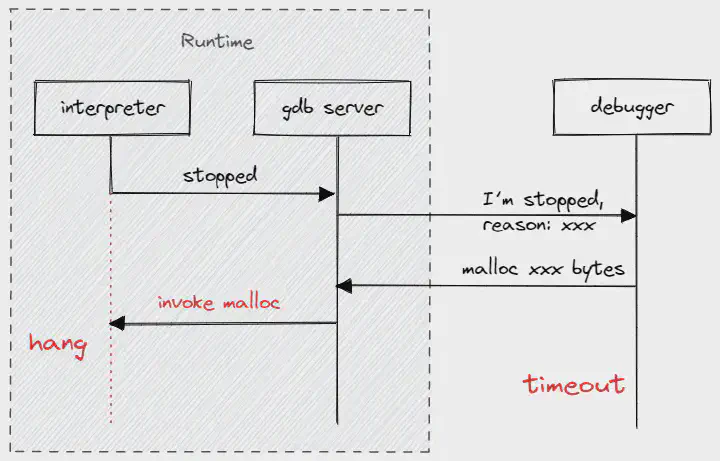 Runtime
interpreter
gdb server
debugger
stopped
I'm stopped,
reason: xxx
malloc xxx bytes
invoke malloc
hang
timeout